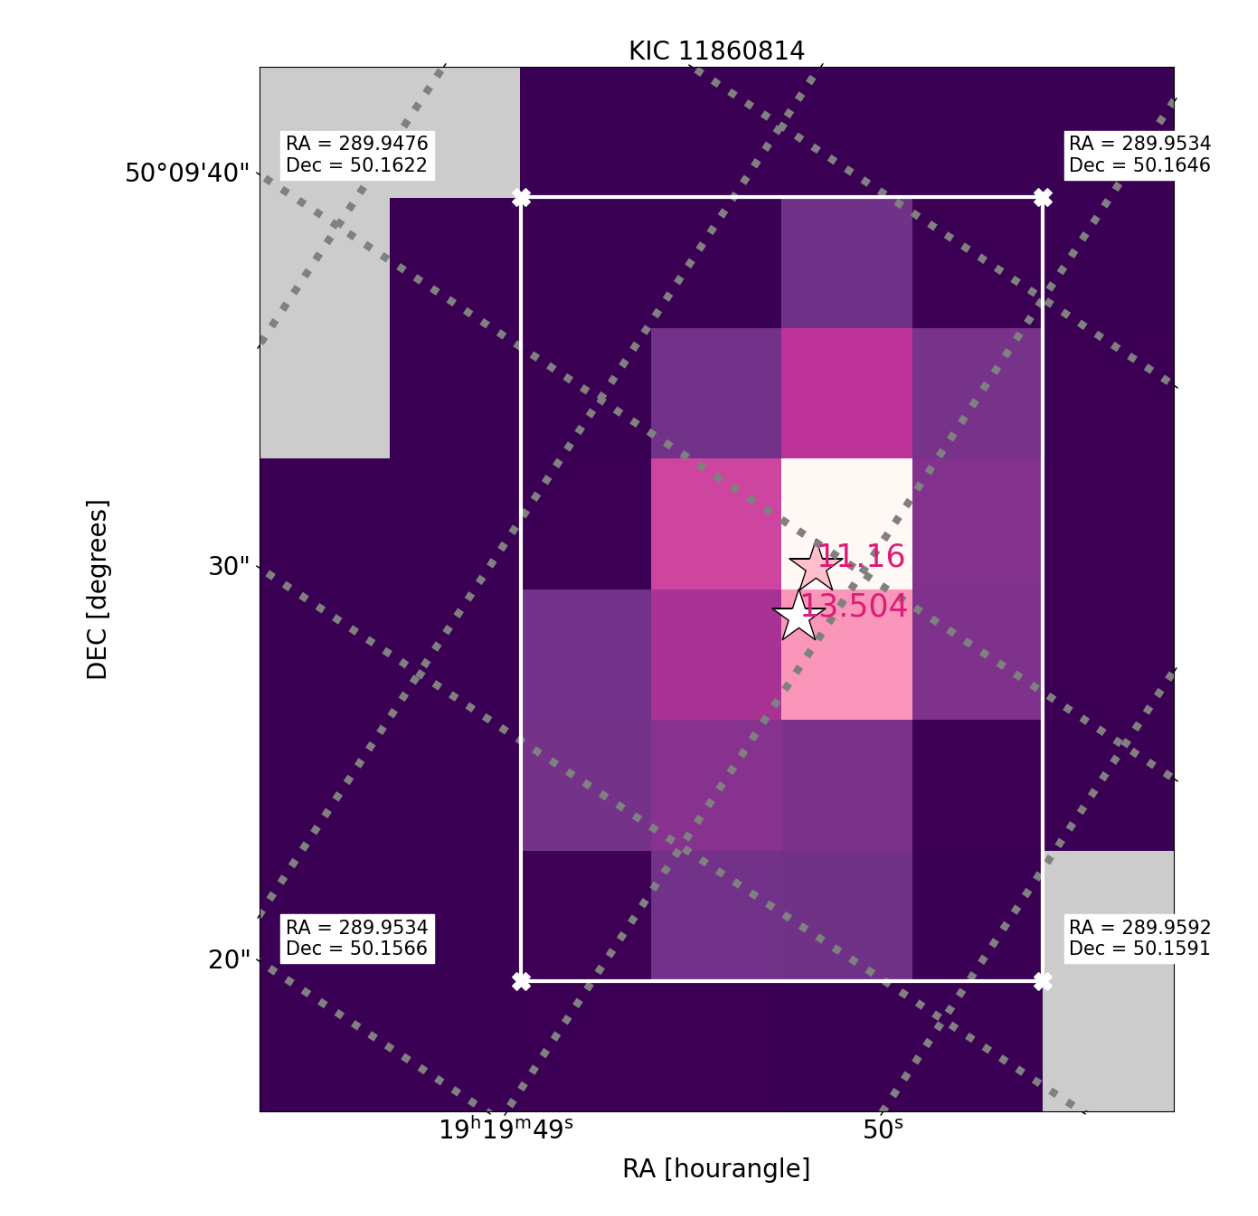 KIC 11860814
RA = 289.9476
Dec = 50.1622
RA = 289.9534
Dec = 50.1646
50°09'40"
11.16
30"
13.504
DEC [degrees]
RA = 289.9534
Dec = 50.1566
RA = 289.9592
Dec = 50.1591
20"
19ʰ19ᵐ49ˢ
50ˢ
RA [hourangle]